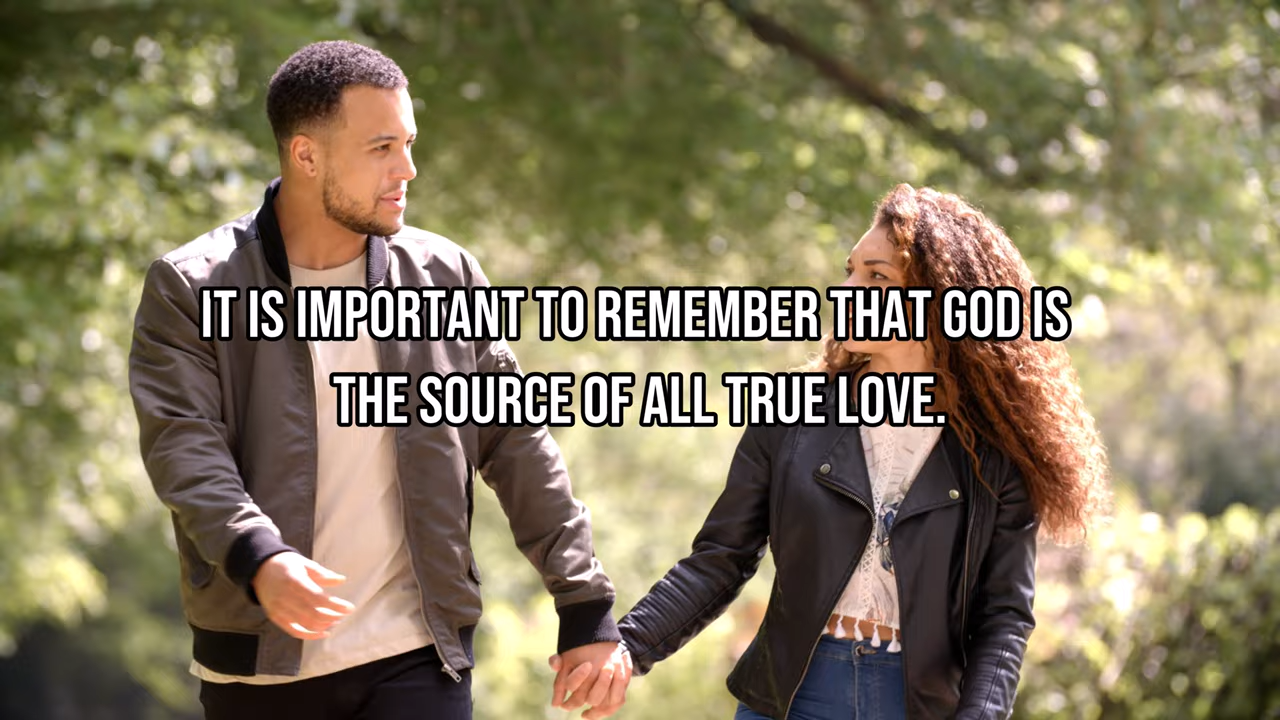 IT IS IMPORTANT TO REMEMBER THAT GOD IS
THE SOURCE OF ALL TRUE LOVE.